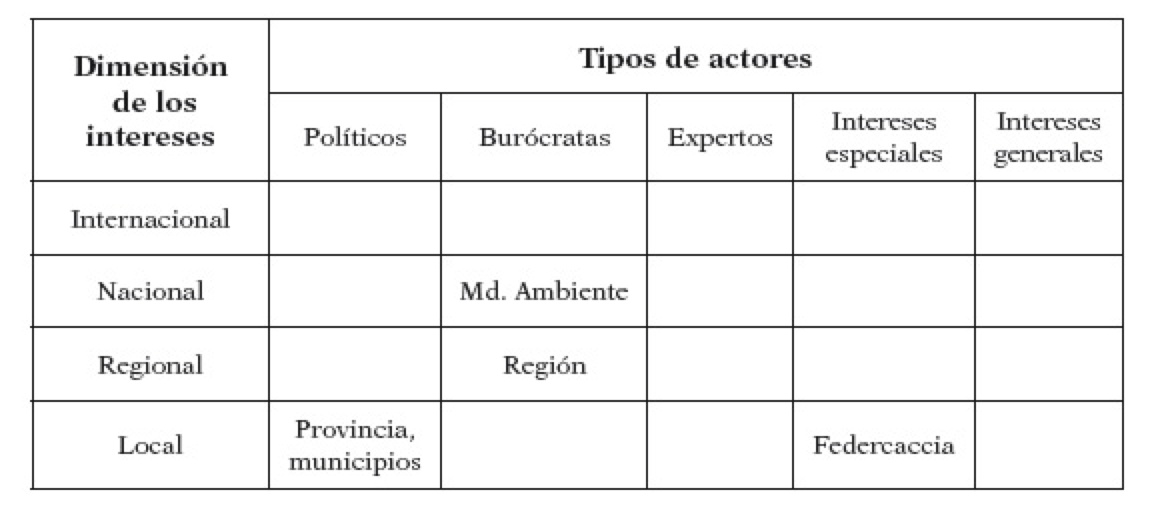 Dimensión
de los
intereses
Tipos de actores
Políticos
Burócratas
Expertos
Intereses
especiales
Intereses
generales
Internacional
Nacional
Md. Ambiente
Regional
Región
Local
Provincia,
municipios
Federcaccia